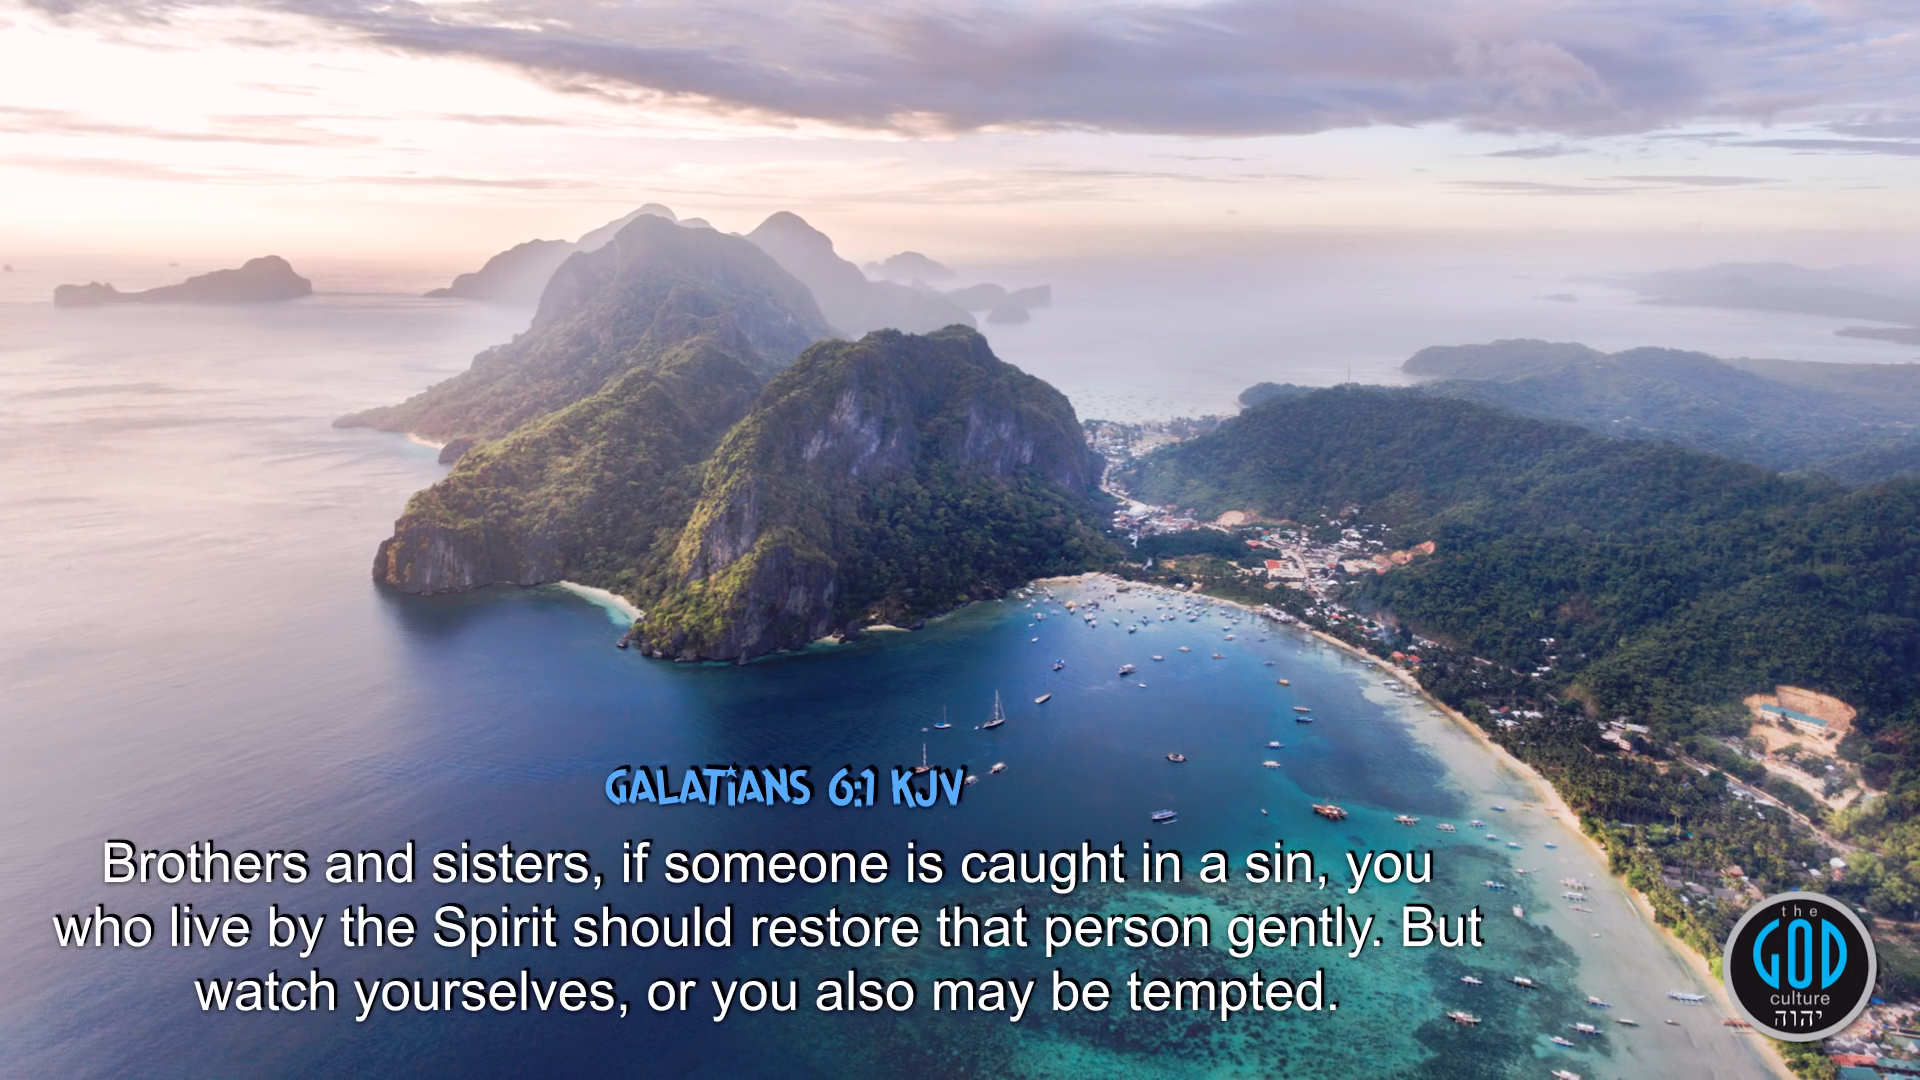 GALATiANS 6:1 KJV
Brothers and sisters, if someone is caught in a sin, you
who live by the Spirit should restore that person gently. But
watch yourselves, or you also may be tempted.
the
GOD
culture
יהוה